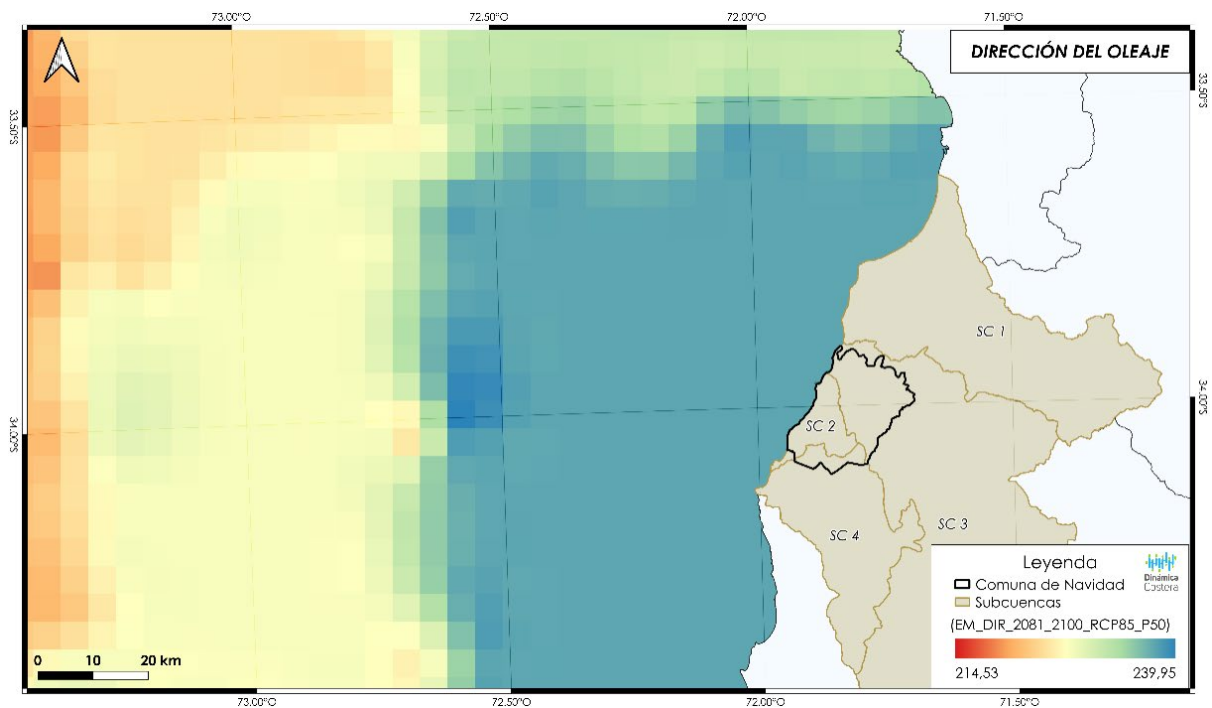 73.00°O 72.50°O 72.00°O 71.50°O
DIRECCIÓN DEL OLEAJE
33.50°S 33.50°S
SC 1
34.00°S 34.00°S
SC 2
SC 3
SC 4
Leyenda
Comuna de Navidad
Subcuencas
Dinámica
Costera
(EM_DIR_2081_2100_RCP85_P50)
214,53 239,95
0 10 20 km
73.00°O 72.50°O 72.00°O 71.50°O